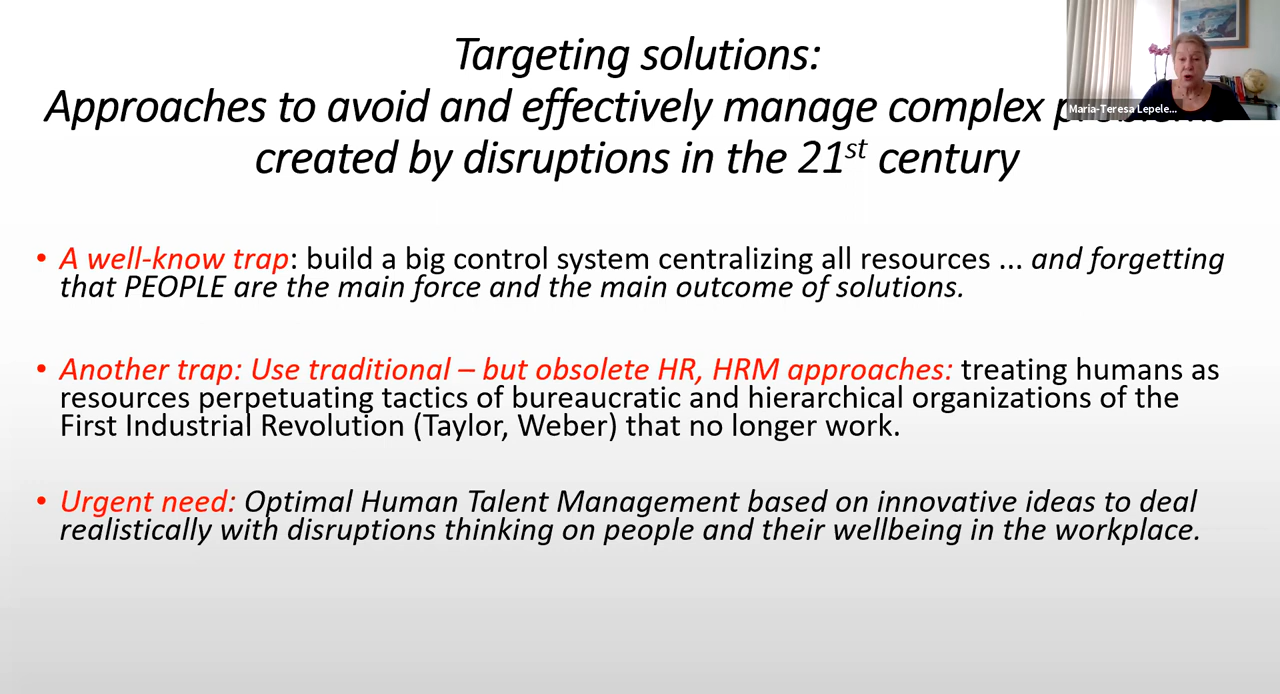 Targeting solutions:
Approaches to avoid and effectively manage complex
created by disruptions in the 21st century
Maria-Teresa Lepele...
• A well-know trap: build a big control system centralizing all resources ... and forgetting
that PEOPLE are the main force and the main outcome of solutions.
• Another trap: Use traditional – but obsolete HR, HRM approaches: treating humans as
resources perpetuating tactics of bureaucratic and hierarchical organizations of the
First Industrial Revolution (Taylor, Weber) that no longer work.
• Urgent need: Optimal Human Talent Management based on innovative ideas to deal
realistically with disruptions thinking on people and their wellbeing in the workplace.